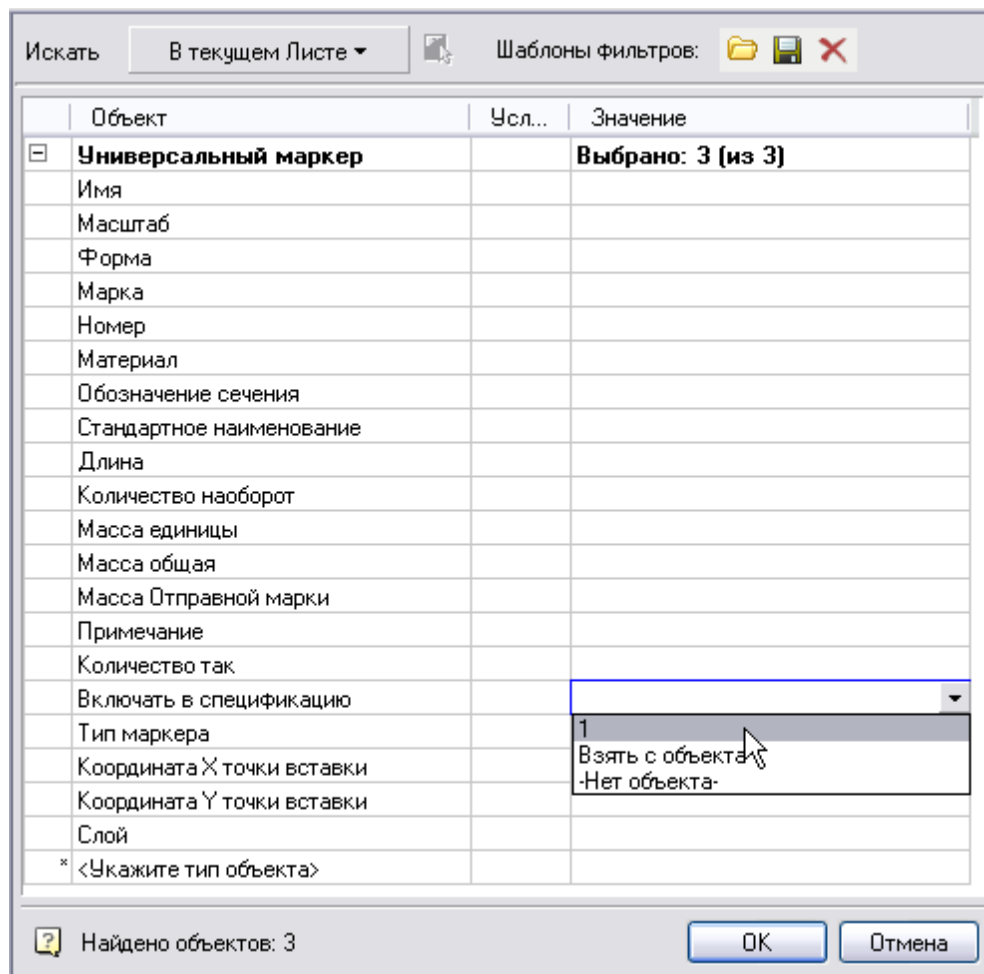 Искать В текущем Листе Шаблоны фильтров:
Объект Усл... Значение
Универсальный маркер Выбрано: 3 (из 3)
Имя
Масштаб
Форма
Марка
Номер
Материал
Обозначение сечения
Стандартное наименование
Длина
Количество наоборот
Масса единицы
Масса общая
Масса Отправной марки
Примечание
Количество так
Включать в спецификацию
Тип маркера 1
Взять с объекта
Координата X точки вставки
-Нет объекта-
Координата Y точки вставки
Слой
* <Укажите тип объекта>
Найдено объектов: 3 OK Отмена